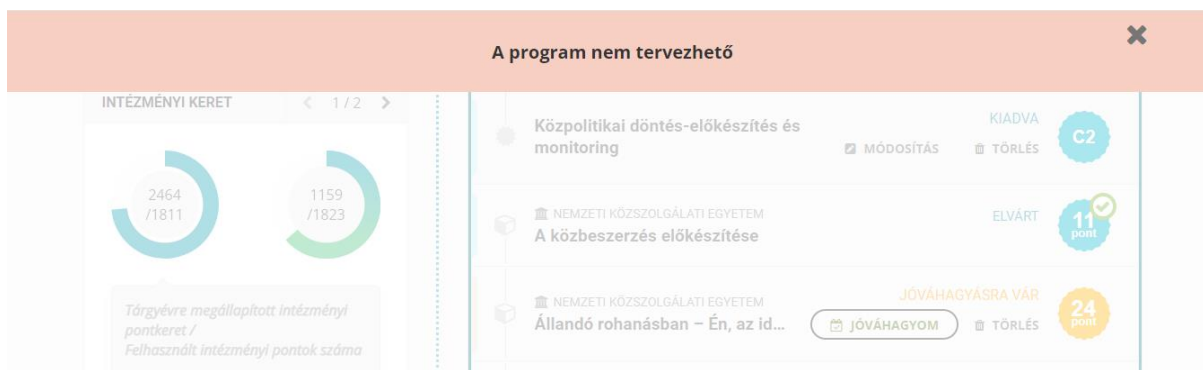 A program nem tervezhető
INTÉZMÉNYI KERET
1 / 2
2464
/1811
1159
/1823
Tárgyévre megállapított intézményi
pontkeret /
Felhasznált intézményi pontok száma
Közpolitikai döntés-előkészítés és
monitoring
KIADVA
MÓDOSÍTÁS
TÖRLÉS
C2
NEMZETI KÖZSZOLGÁLATI EGYETEM
A közbeszerzés előkészítése
ELVÁRT
11
pont
NEMZETI KÖZSZOLGÁLATI EGYETEM
Állandó rohanásban – Én, az id...
JÓVÁHAGYÁSRA VÁR
JÓVÁHAGYOM
TÖRLÉS
24
pont